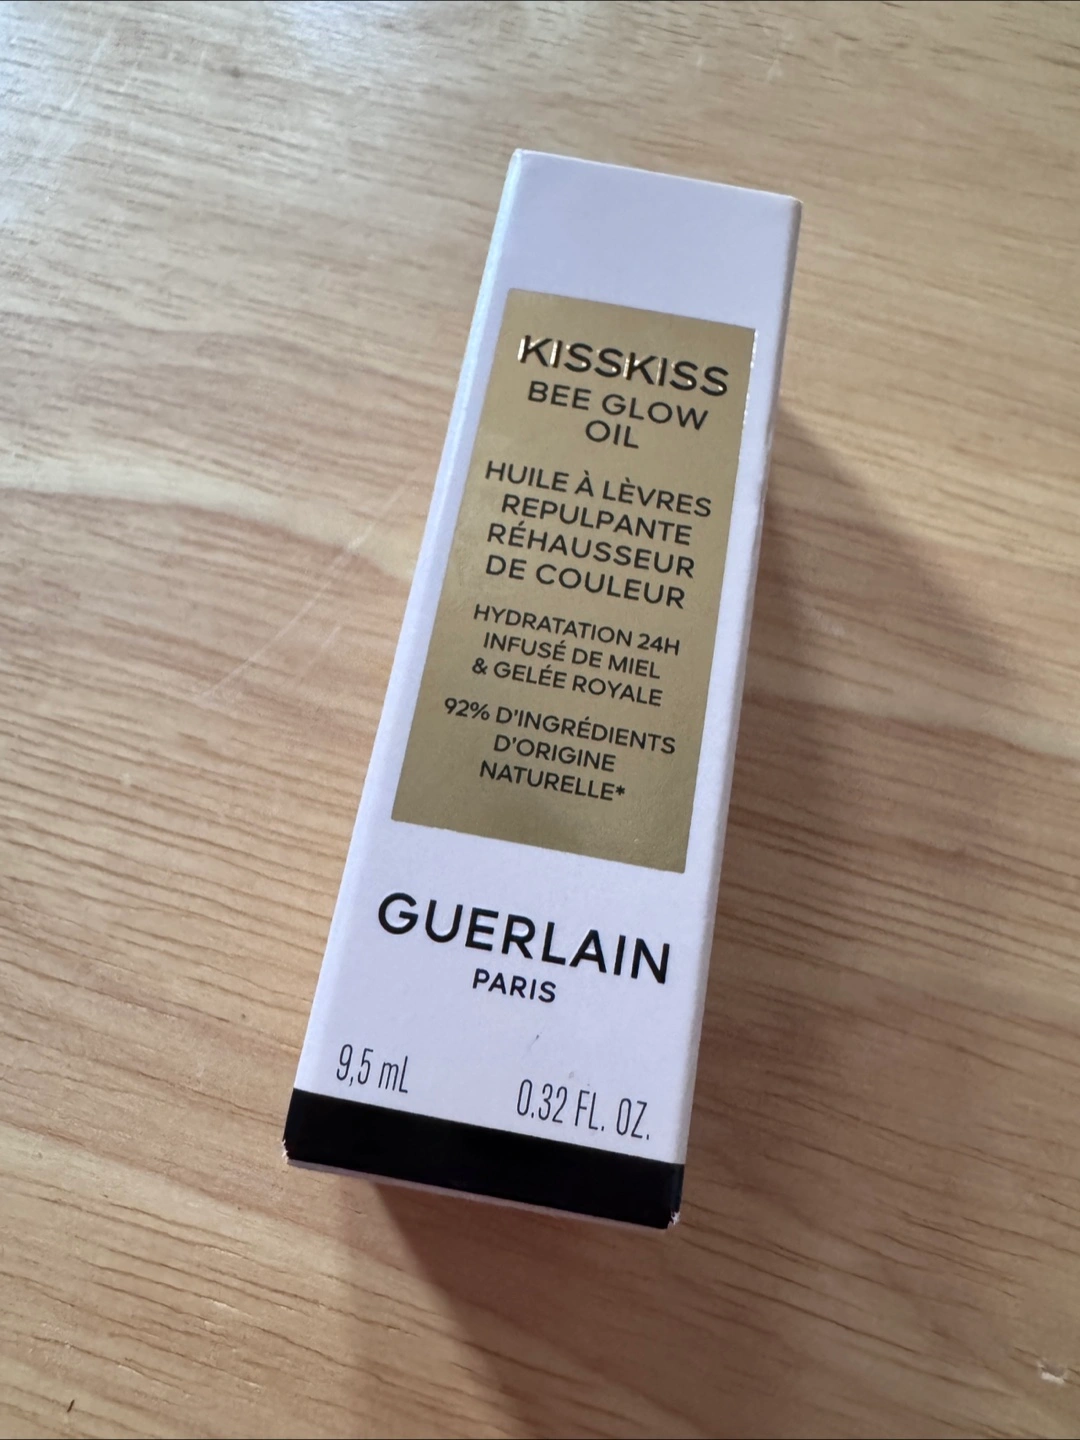 KISSKISS
BEE GLOW
OIL
HUILE À LÈVRES
REPULPANTE
RÉHAUSSEUR
DE COULEUR
HYDRATATION 24H
INFUSÉ DE MIEL
& GELÉE ROYALE
92% D'INGRÉDIENTS
D'ORIGINE
NATURELLE*
GUERLAIN
PARIS
9,5 mL 0.32 FL. OZ.